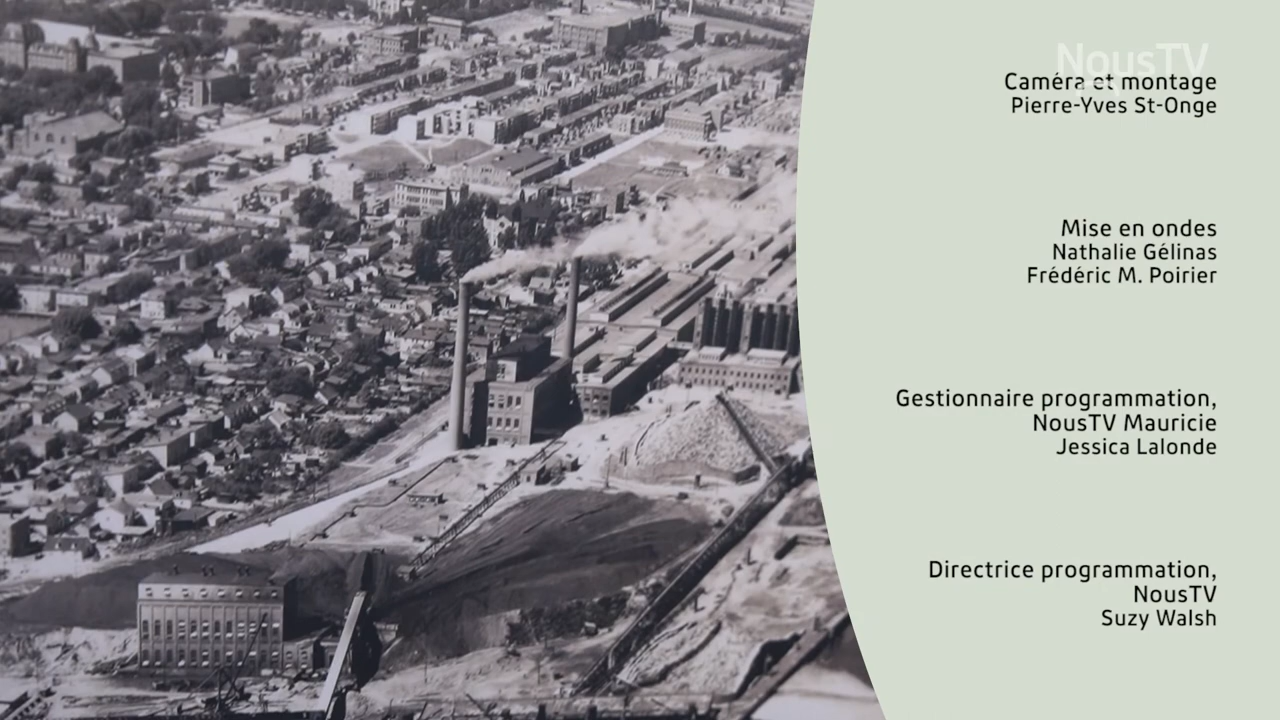 NousTV
Caméra et montage
Pierre-Yves St-Onge
Mise en ondes
Nathalie Gélinas
Frédéric M. Poirier
Gestionnaire programmation,
NousTV Mauricie
Jessica Lalonde
Directrice programmation,
NousTV
Suzy Walsh